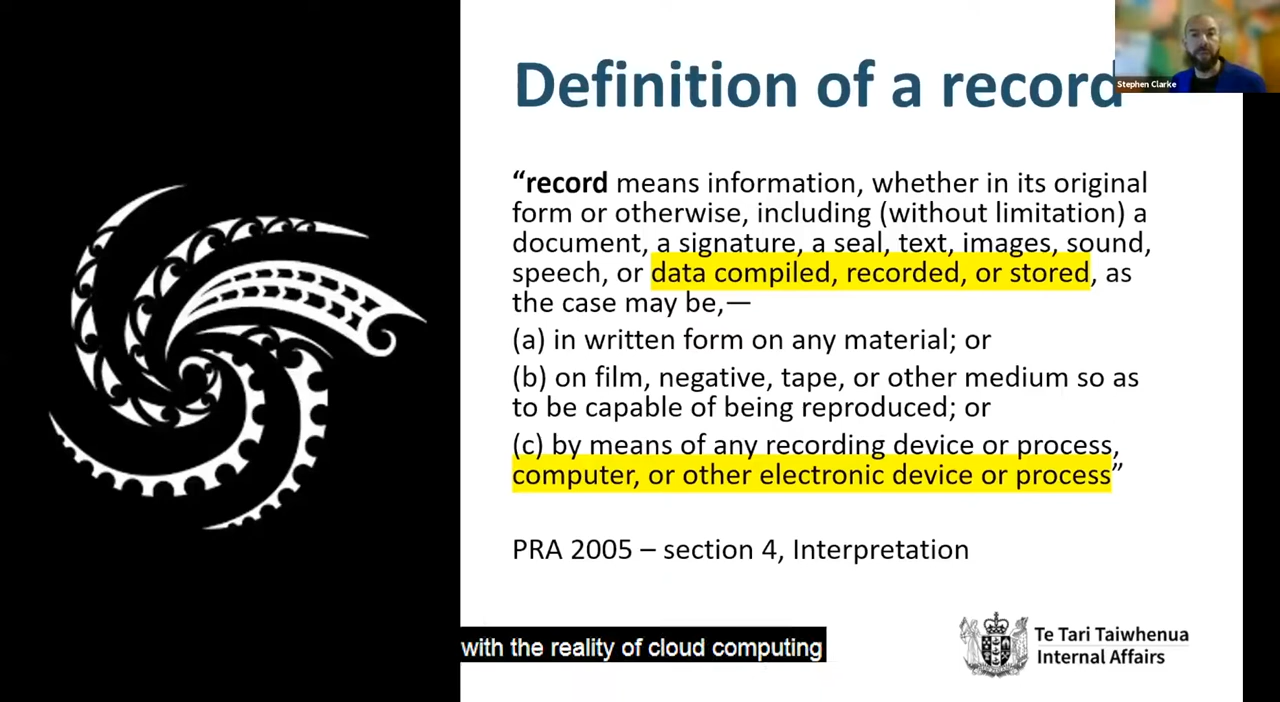 Definition of a record
Stephen Clarke
“record means information, whether in its original
form or otherwise, including (without limitation) a
document, a signature, a seal, text, images, sound,
speech, or data compiled, recorded, or stored, as
the case may be,—
(a) in written form on any material; or
(b) on film, negative, tape, or other medium so as
to be capable of being reproduced; or
(c) by means of any recording device or process,
computer, or other electronic device or process”
PRA 2005 – section 4, Interpretation
with the reality of cloud computing
Te Tari Taiwhenua
Internal Affairs